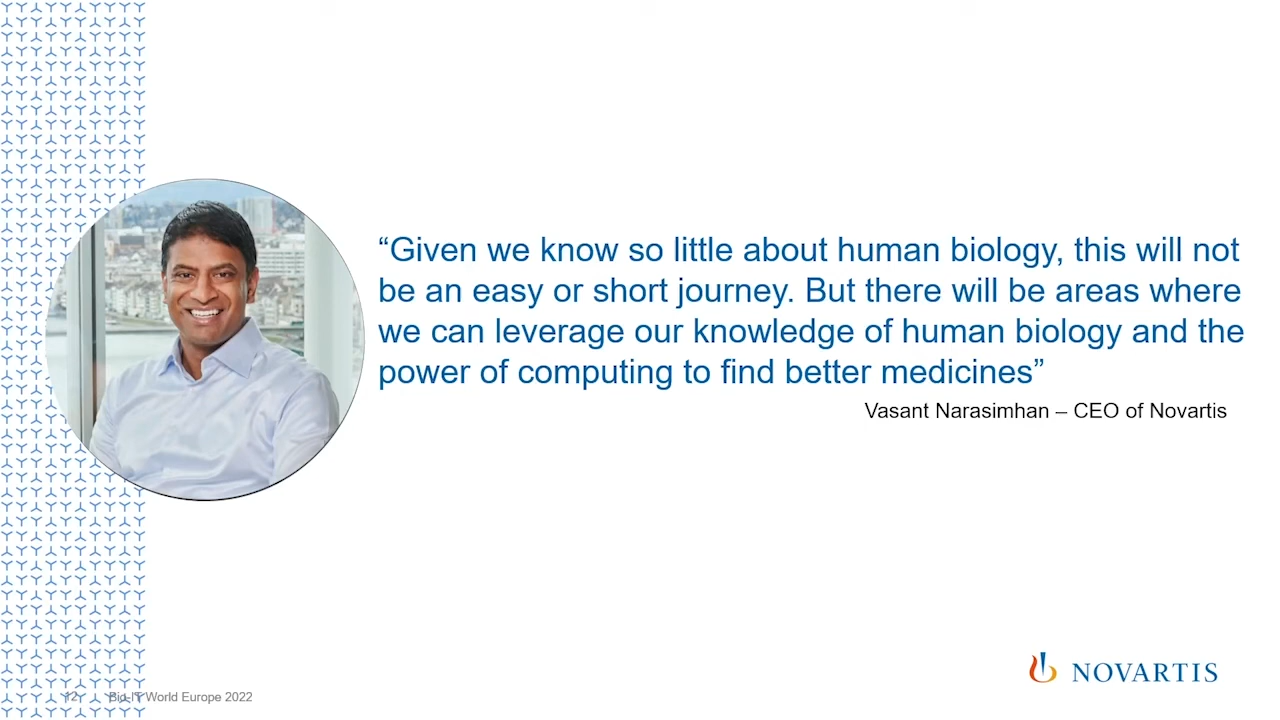 “Given we know so little about human biology, this will not
be an easy or short journey. But there will be areas where
we can leverage our knowledge of human biology and the
power of computing to find better medicines”
Vasant Narasimhan – CEO of Novartis
NOVARTIS
12 Bio-IT World Europe 2022